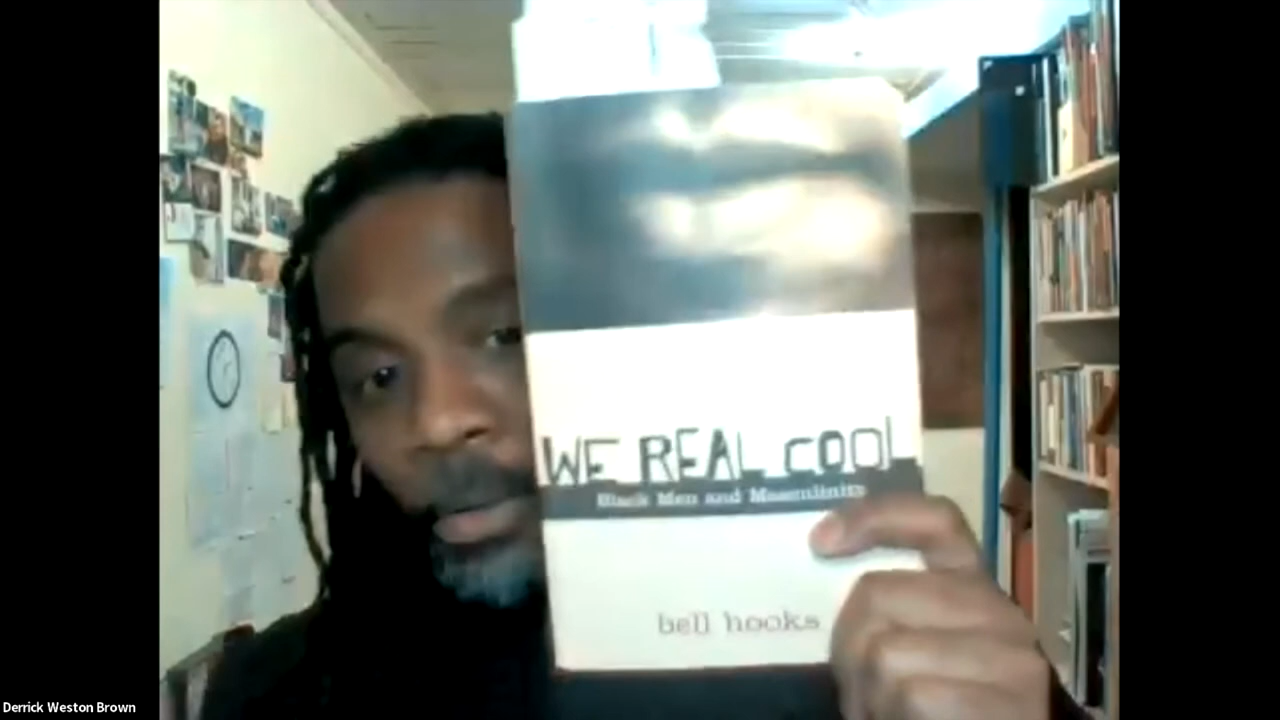 WE REAL COOL
Black Men and Masculinity
bell hooks
Derrick Weston Brown